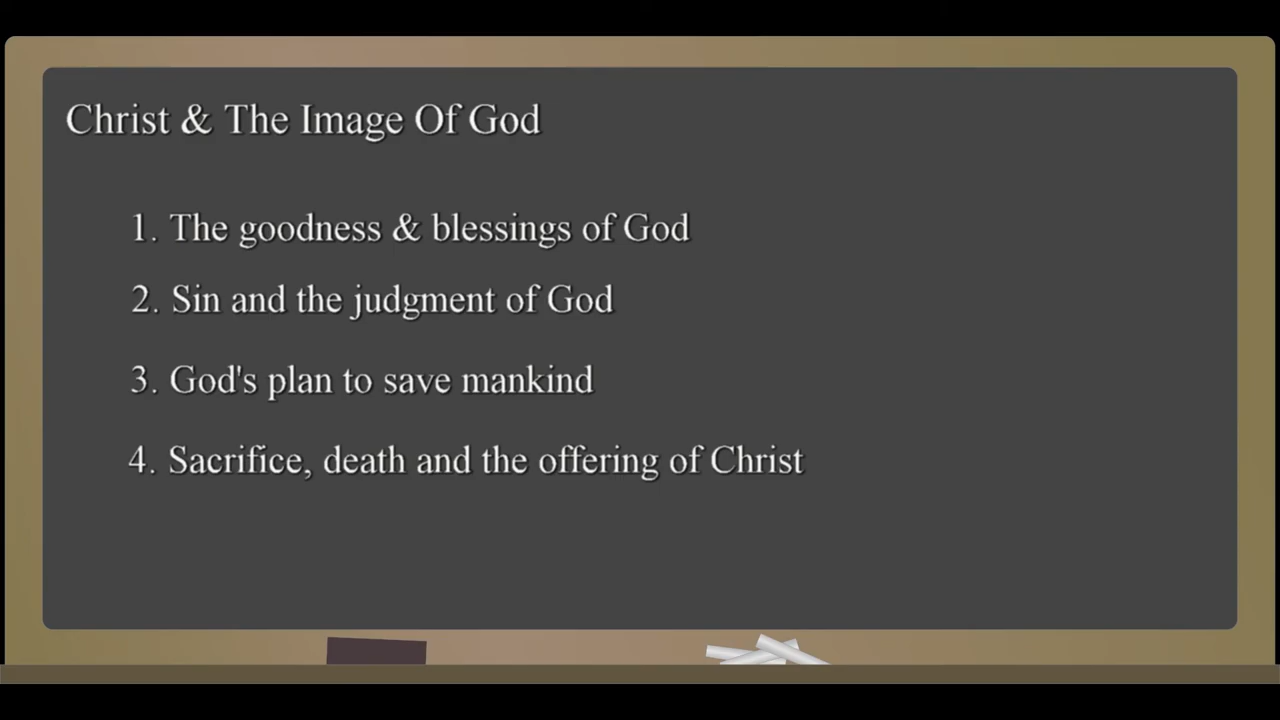 Christ & The Image Of God
1. The goodness & blessings of God
2. Sin and the judgment of God
3. God's plan to save mankind
4. Sacrifice, death and the offering of Christ